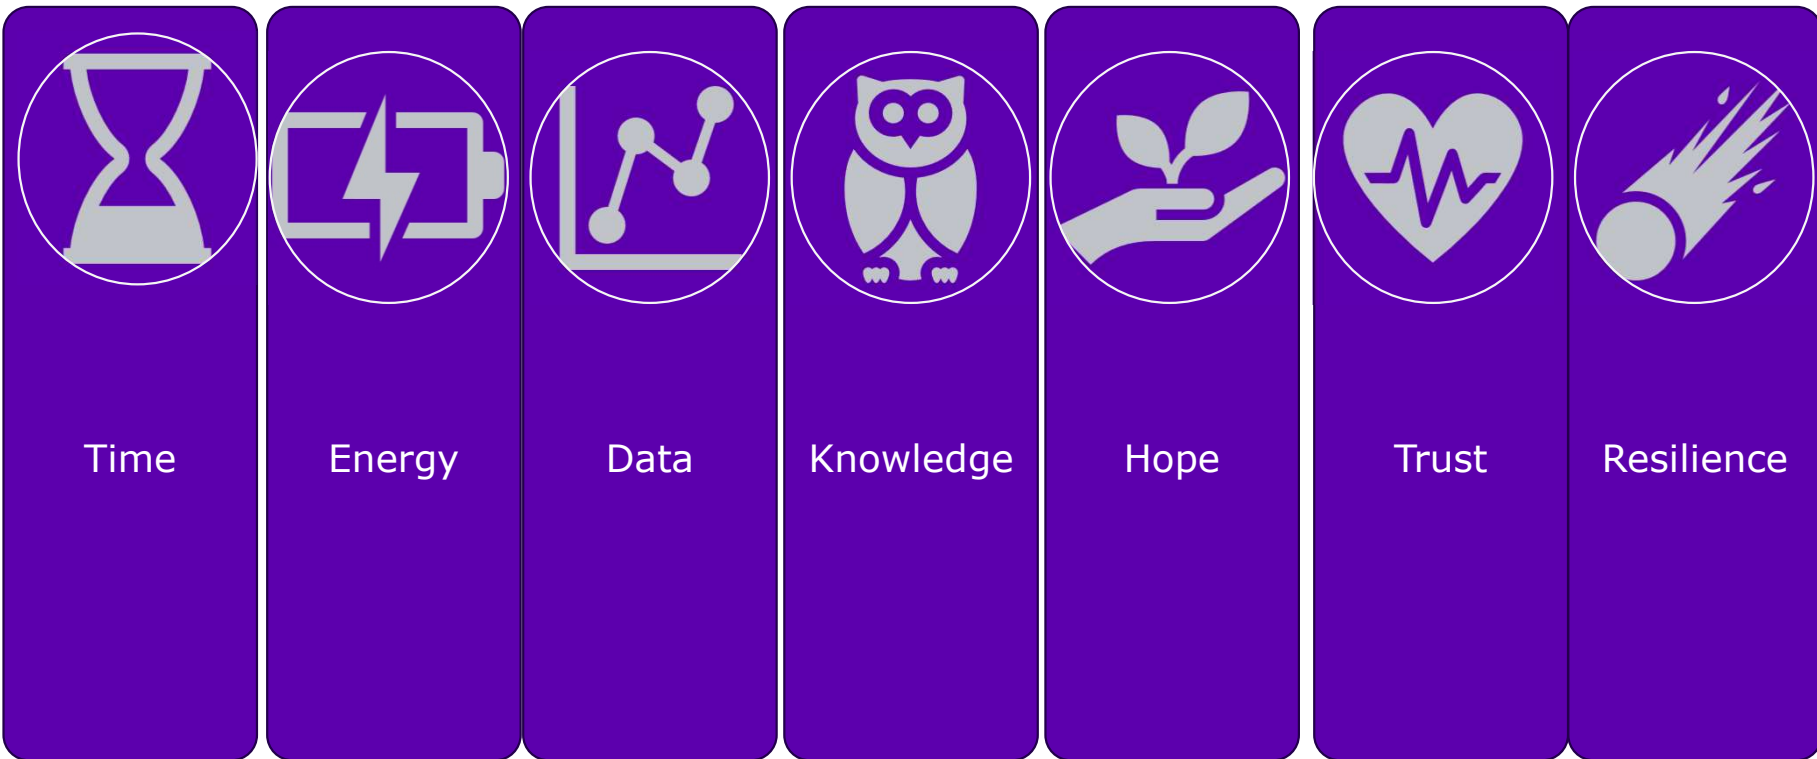 Time
Energy
Data
Knowledge
Hope
Trust
Resilience